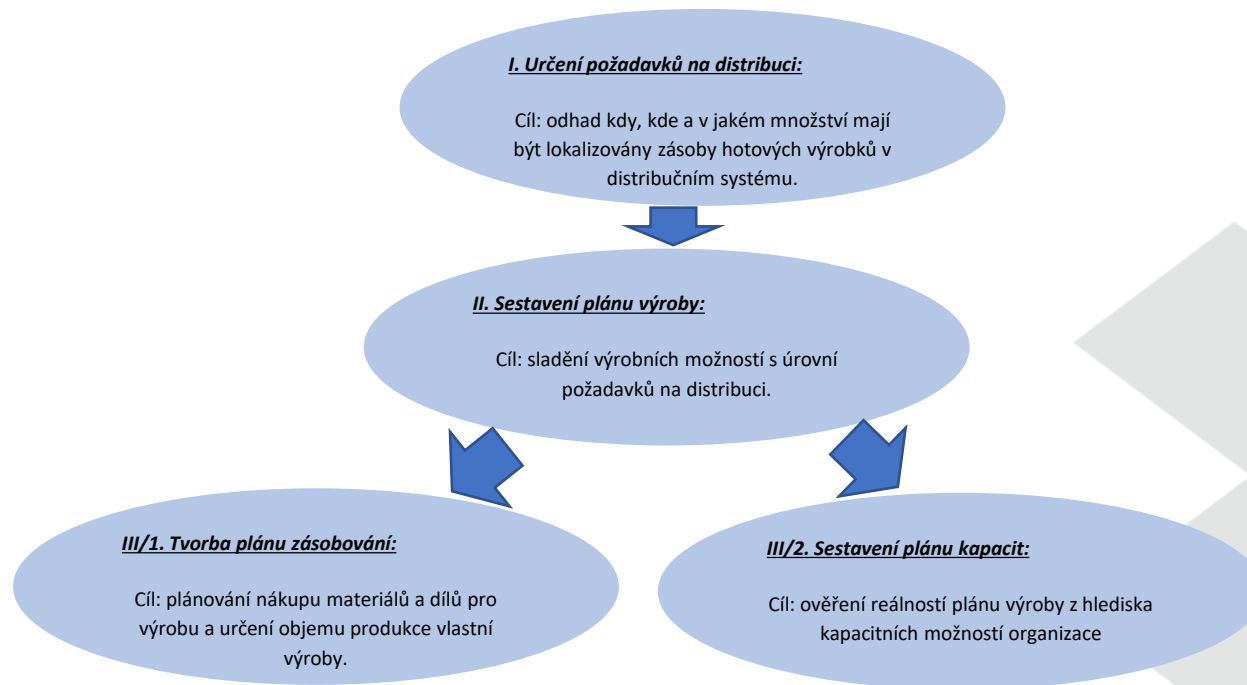 I. Určení požadavků na distribuci:
Cíl: odhad kdy, kde a v jakém množství mají
být lokalizovány zásoby hotových výrobků v
distribučním systému.
II. Sestavení plánu výroby:
Cíl: sladění výrobních možností s úrovní
požadavků na distribuci.
III/1. Tvorba plánu zásobování:
Cíl: plánování nákupu materiálů a dílů pro
výrobu a určení objemu produkce vlastní
výroby.
III/2. Sestavení plánu kapacit:
Cíl: ověření reálností plánu výroby z hlediska
kapacitních možností organizace